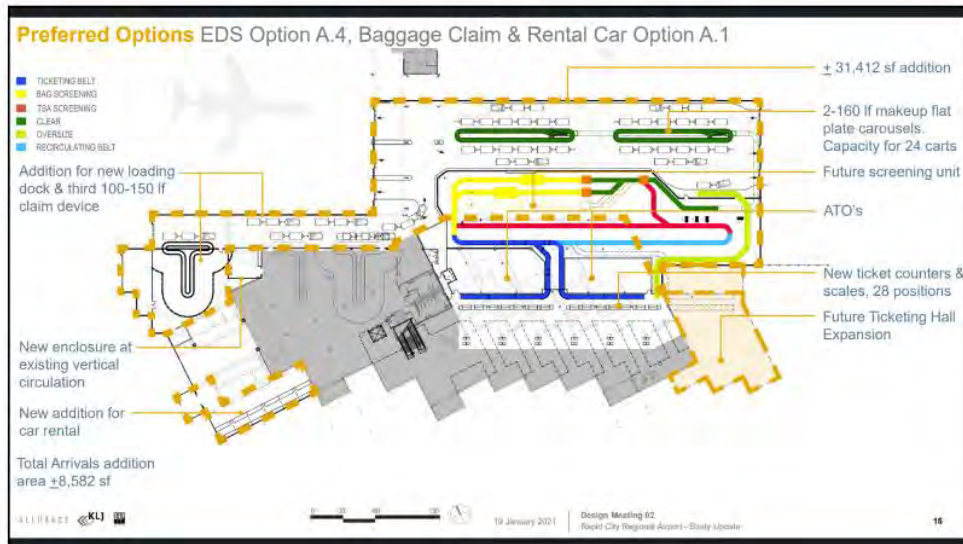 Preferred Options EDS Option A.4, Baggage Claim & Rental Car Option A.1
TICKETING BELT
BAG SCREENING
TSA SCREENING
CLEAR
OVERSIZE
RECIRCULATING BELT
Addition for new loading
dock & third 100-150 lf
claim device
New enclosure at
existing vertical
circulation
New addition for
car rental
Total Arrivals addition
area ±8,582 sf
± 31,412 sf addition
2-160 lf makeup flat
plate carousels.
Capacity for 24 carts
Future screening unit
ATO's
New ticket counters &
scales, 28 positions
Future Ticketing Hall
Expansion
ALLIANCE KLJ
19 January 2021
Design Meeting 02
Rapid City Regional Airport - Study Update
15